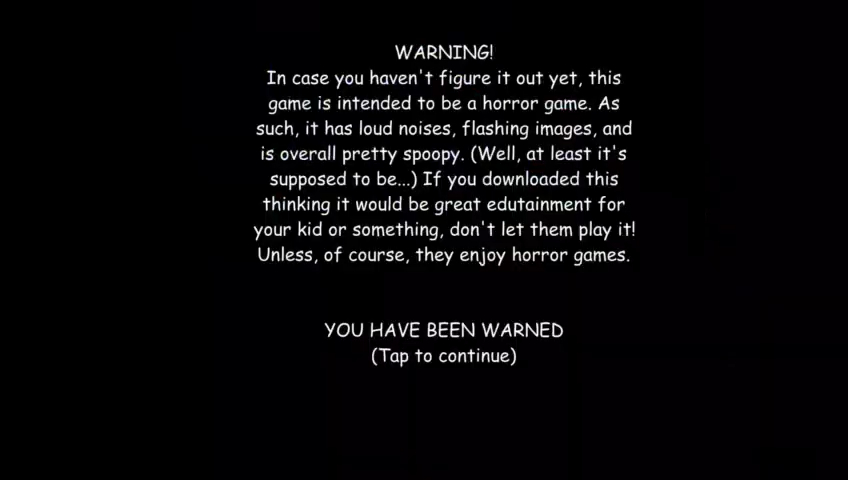 WARNING!
In case you haven't figure it out yet, this
game is intended to be a horror game. As
such, it has loud noises, flashing images, and
is overall pretty spoopy. (Well, at least it's
supposed to be...) If you downloaded this
thinking it would be great edutainment for
your kid or something, don't let them play it!
Unless, of course, they enjoy horror games.
YOU HAVE BEEN WARNED
(Tap to continue)